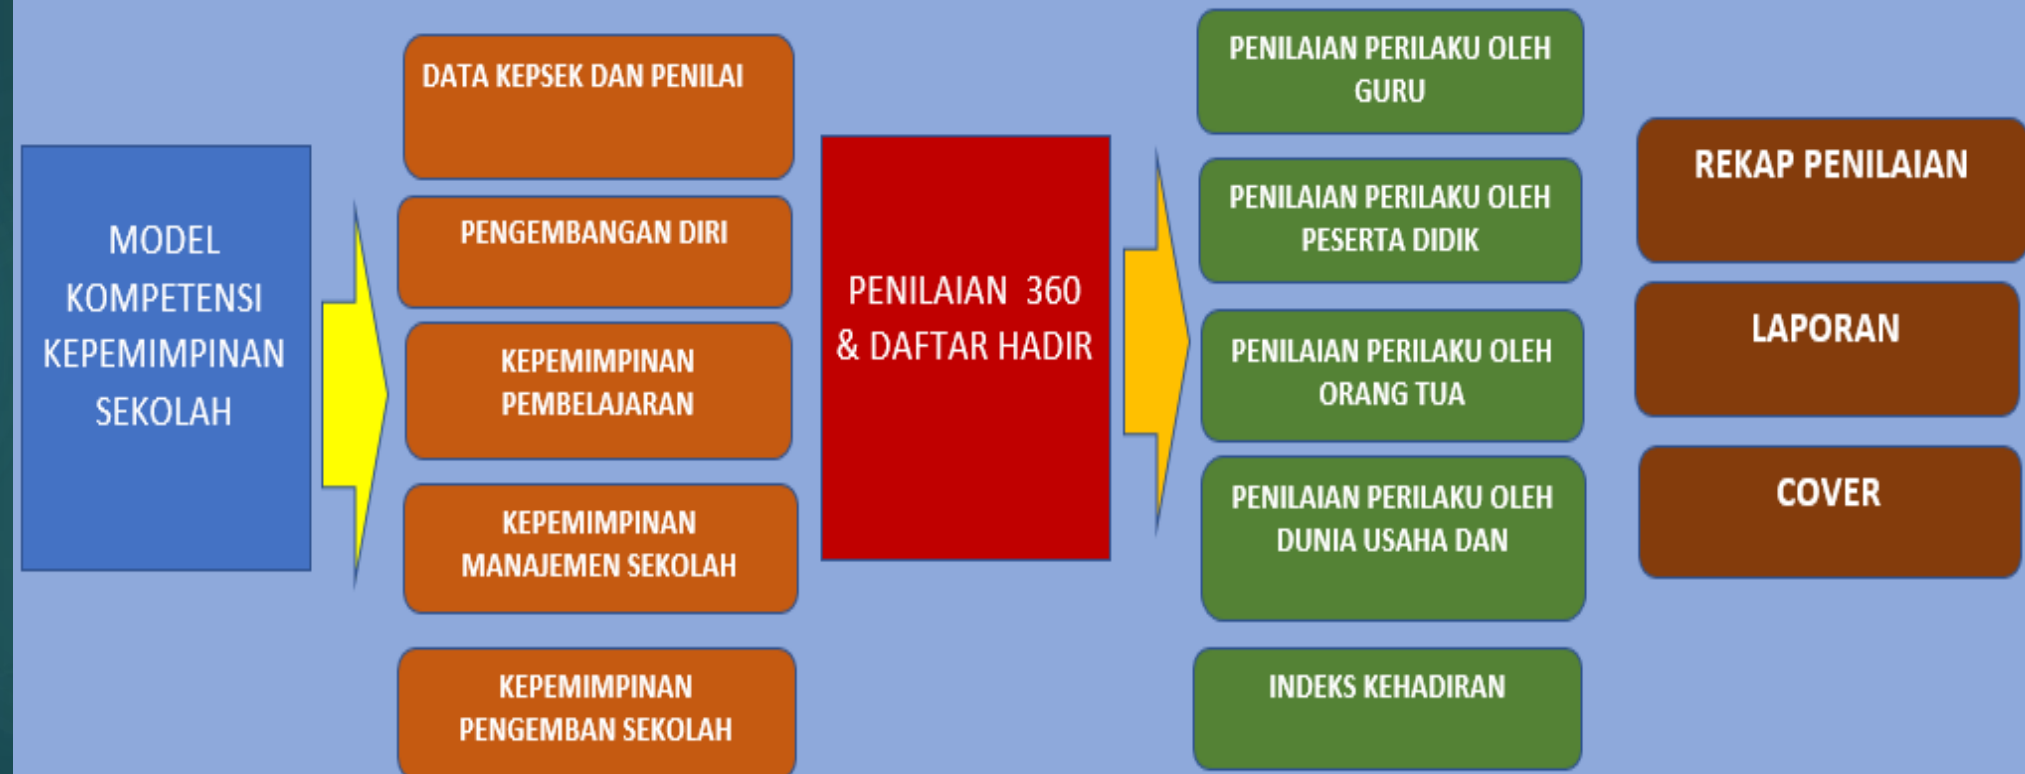 MODEL
KOMPETENSI
KEPEMIMPINAN
SEKOLAH
DATA KEPSEK DAN PENILAI
PENGEMBANGAN DIRI
KEPEMIMPINAN
PEMBELAJARAN
KEPEMIMPINAN
MANAJEMEN SEKOLAH
KEPEMIMPINAN
PENGEMBAN SEKOLAH
PENILAIAN 360
& DAFTAR HADIR
PENILAIAN PERILAKU OLEH
GURU
PENILAIAN PERILAKU OLEH
PESERTA DIDIK
PENILAIAN PERILAKU OLEH
ORANG TUA
PENILAIAN PERILAKU OLEH
DUNIA USAHA DAN
INDEKS KEHADIRAN
REKAP PENILAIAN
LAPORAN
COVER